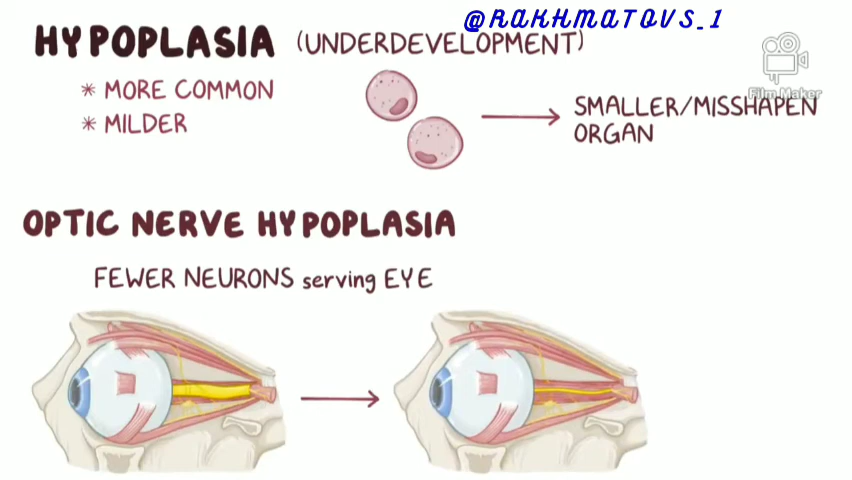 @RAKHMATOVS_1
HYPOPLASIA (UNDERDEVELOPMENT)
* MORE COMMON
* MILDER
Film Maker
SMALLER/MISSHAPEN
ORGAN
OPTIC NERVE HYPOPLASIA
FEWER NEURONS serving EYE